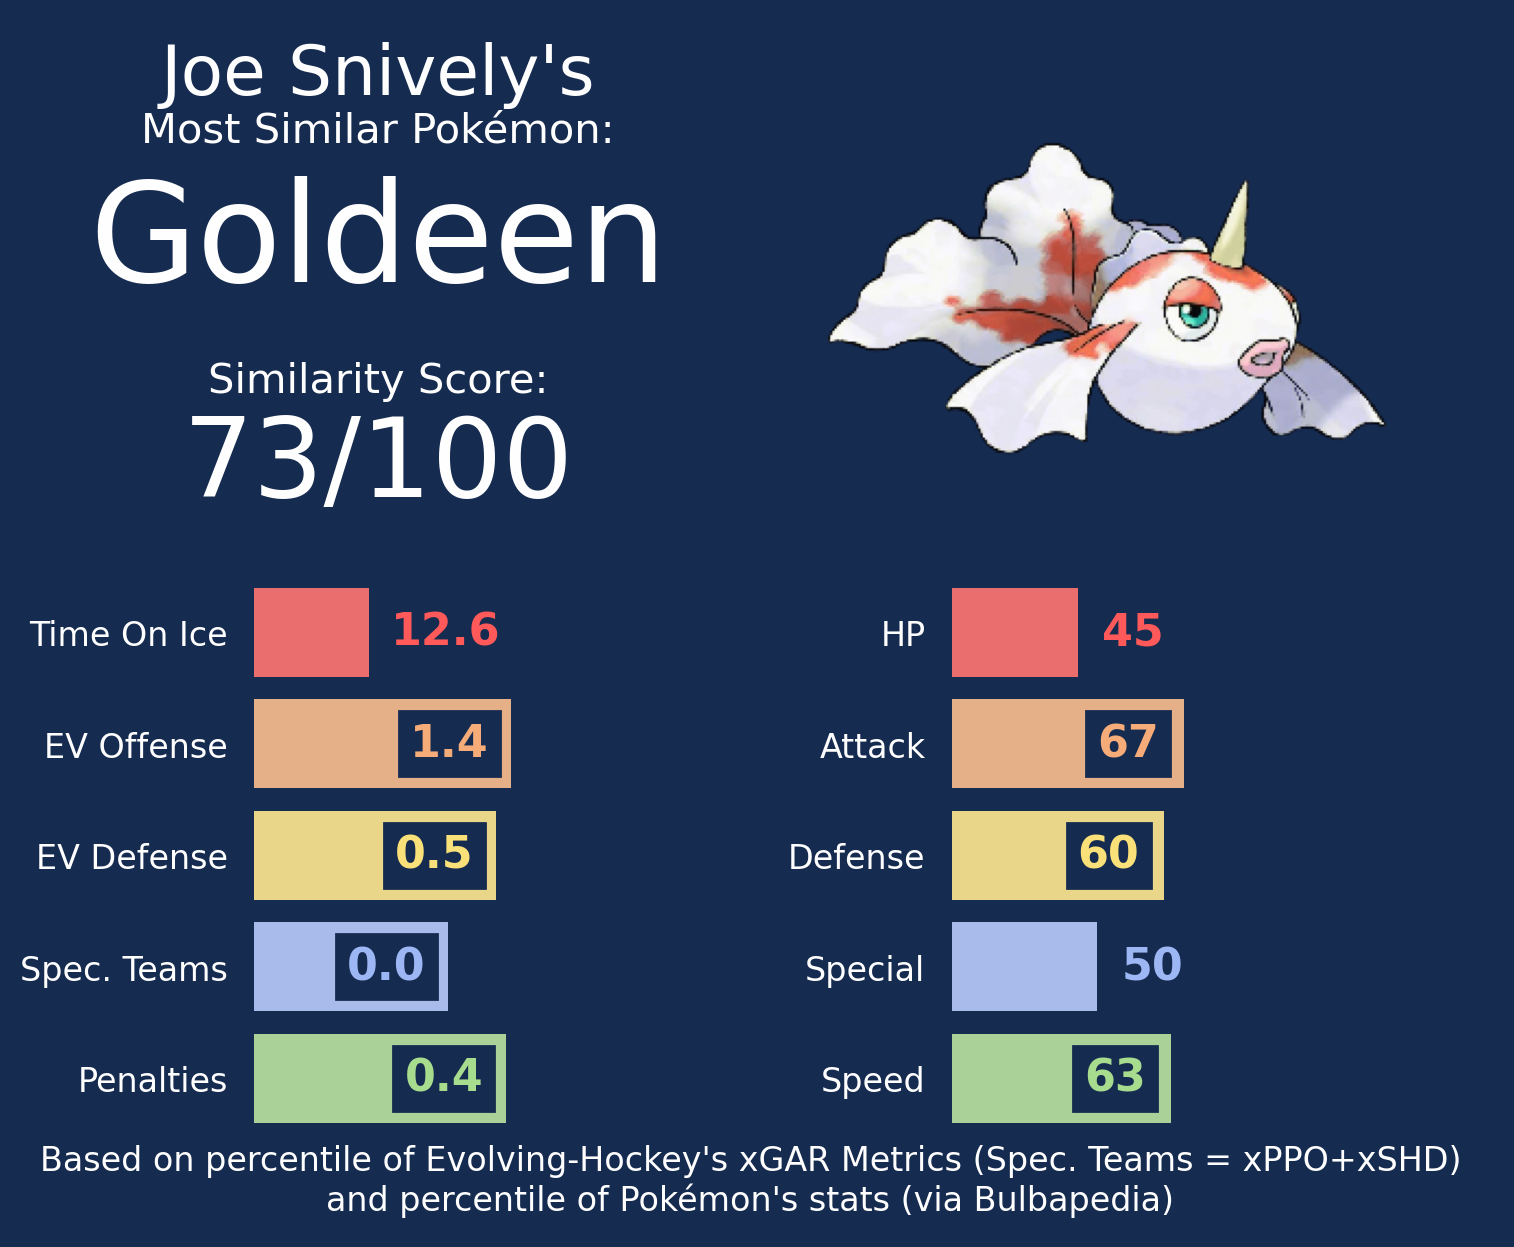 Joe Snively's
Most Similar Pokémon:
Goldeen
Similarity Score:
73/100
Time On Ice 12.6
EV Offense 1.4
EV Defense 0.5
Spec. Teams 0.0
Penalties 0.4
HP 45
Attack 67
Defense 60
Special 50
Speed 63
Based on percentile of Evolving-Hockey's xGAR Metrics (Spec. Teams = xPPO+xSHD)
and percentile of Pokémon's stats (via Bulbapedia)